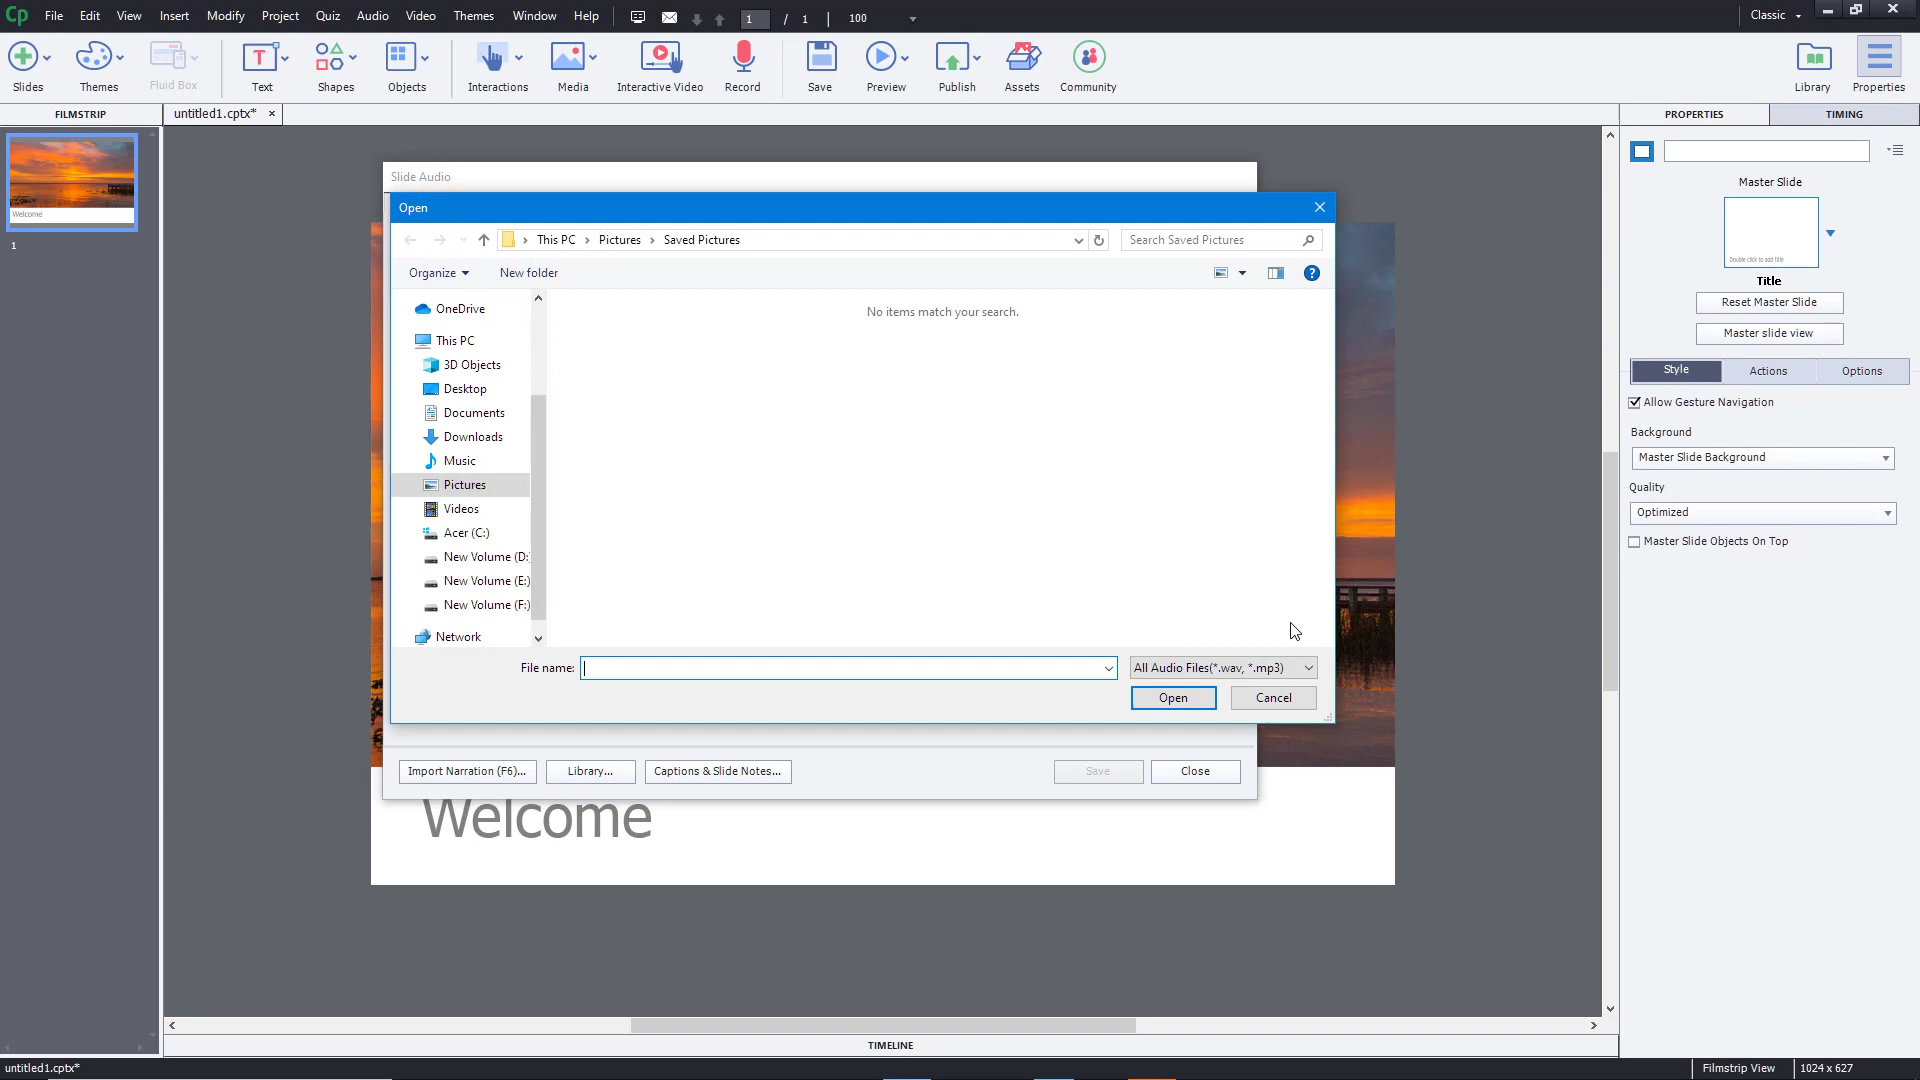 Cp File Edit View Insert Modify Project Quiz Audio Video Themes Window Help 1 / 1 | 100 Classic
Slides Themes Fluid Box Text Shapes Objects Interactions Media Interactive Video Record Save Preview Publish Assets Community Library Properties
FILMSTRIP untitled1.cptx* × PROPERTIES TIMING
Welcome
1
Slide Audio
Open
This PC > Pictures > Saved Pictures
Search Saved Pictures
Organize New folder
No items match your search.
OneDrive
This PC
3D Objects
Desktop
Documents
Downloads
Music
Pictures
Videos
Acer (C:)
New Volume (D:
New Volume (E:)
New Volume (F:)
Network
File name:
All Audio Files(*.wav, *.mp3)
Open Cancel
Import Narration (F6)... Library... Captions & Slide Notes... Save Close
Welcome
Master Slide
Double click to add title
Title
Reset Master Slide
Master slide view
Style Actions Options
Allow Gesture Navigation
Background
Master Slide Background
Quality
Optimized
Master Slide Objects On Top
TIMELINE
untitled1.cptx* Filmstrip View 1024 x 627